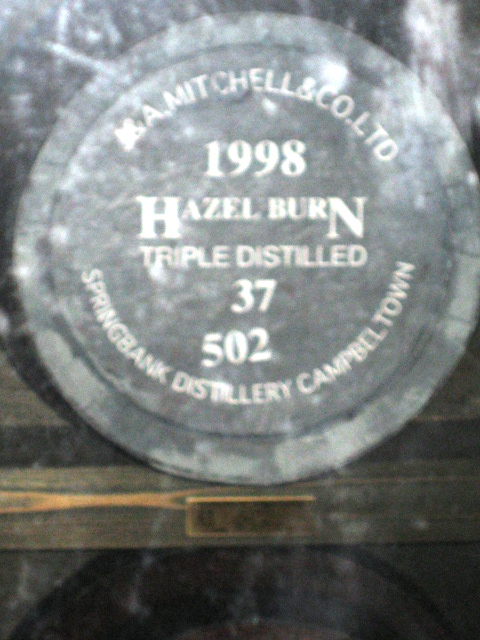 J.&A.MITCHELL&CO.LTD
1998
HAZEL BURN
TRIPLE DISTILLED
37
502
SPRINGBANK DISTILLERY CAMPBELTOWN